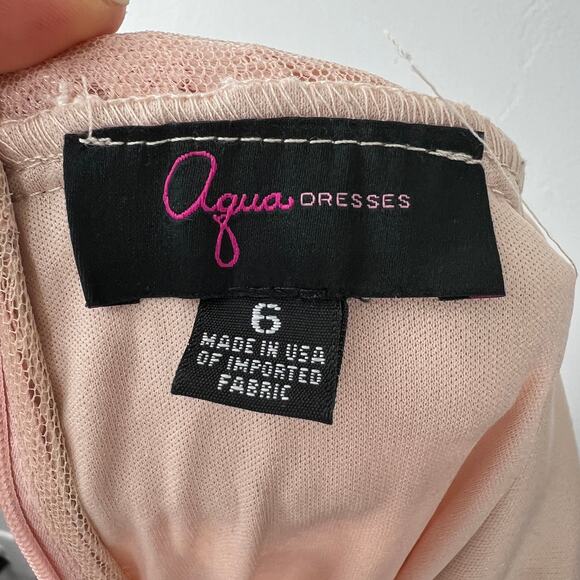 aqua DRESSES
6
MADE IN USA
OF IMPORTED
FABRIC